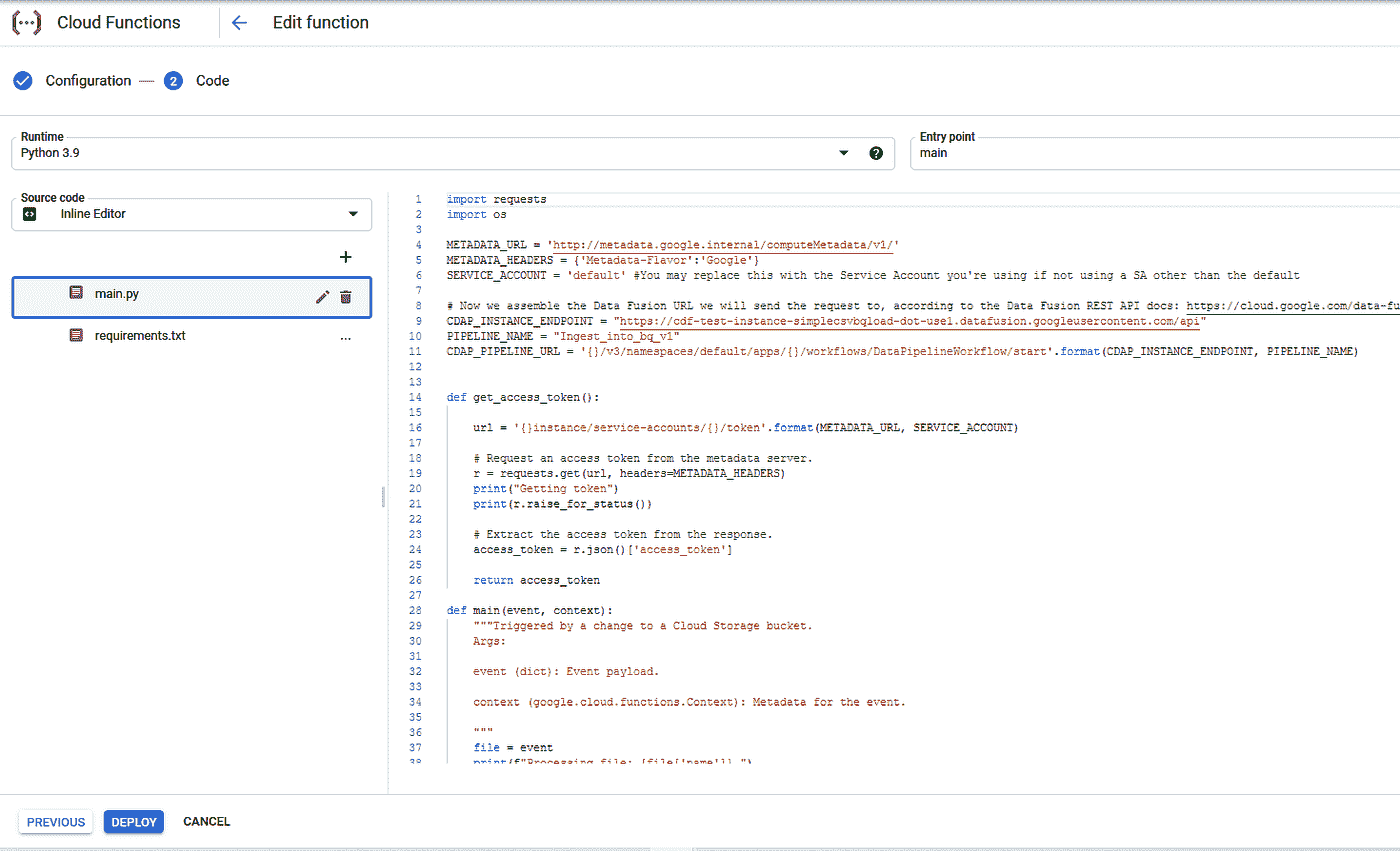 Cloud Functions
Edit function
Configuration
2
Code
Runtime
Python 3.9
Entry point
main
Source code
Inline Editor
main.py
requirements.txt
1 import requests
2 import os
3
4 METADATA_URL = 'http://metadata.google.internal/computeMetadata/v1/'
5 METADATA_HEADERS = {'Metadata-Flavor':'Google'}
6 SERVICE_ACCOUNT = 'default' #You may replace this with the Service Account you're using if not using a SA other than the default
7
8 # Now we assemble the Data Fusion URL we will send the request to, according to the Data Fusion REST API docs: https://cloud.google.com/data-fu
9 CDAP_INSTANCE_ENDPOINT = "https://cdf-test-instance-simplecsvbqload-dot-use1.datafusion.googleusercontent.com/api"
10 PIPELINE_NAME = "Ingest_into_bq_v1"
11 CDAP_PIPELINE_URL = '{}/v3/namespaces/default/apps/{}/workflows/DataPipelineWorkflow/start'.format(CDAP_INSTANCE_ENDPOINT, PIPELINE_NAME)
12
13
14 def get_access_token():
15
16 url = '{}instance/service-accounts/{}/token'.format(METADATA_URL, SERVICE_ACCOUNT)
17
18 # Request an access token from the metadata server.
19 r = requests.get(url, headers=METADATA_HEADERS)
20 print("Getting token")
21 print(r.raise_for_status())
22
23 # Extract the access token from the response.
24 access_token = r.json()['access_token']
25
26 return access_token
27
28 def main(event, context):
29 """Triggered by a change to a Cloud Storage bucket.
30 Args:
31
32 event (dict): Event payload.
33
34 context (google.cloud.functions.Context): Metadata for the event.
35
36 """
37 file = event
38 print(f"Processing file: {file['name']}.")
PREVIOUS
DEPLOY
CANCEL